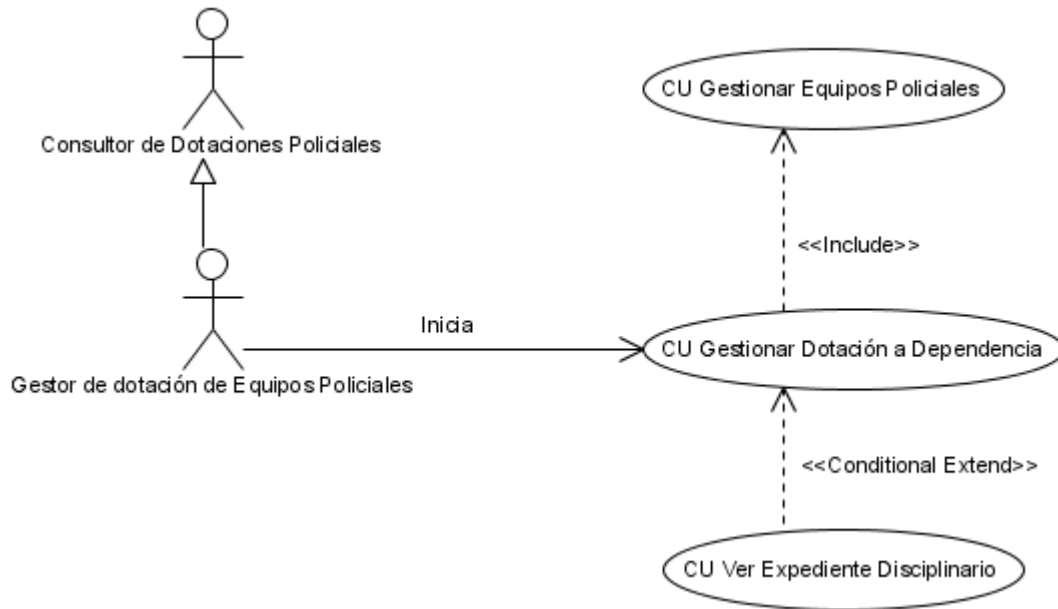 CU Gestionar Equipos Policiales
Consultor de Dotaciones Policiales
<<Include>>
Inicia
CU Gestionar Dotación a Dependencia
Gestor de dotación de Equipos Policiales
<<Conditional Extend>>
CU Ver Expediente Disciplinario